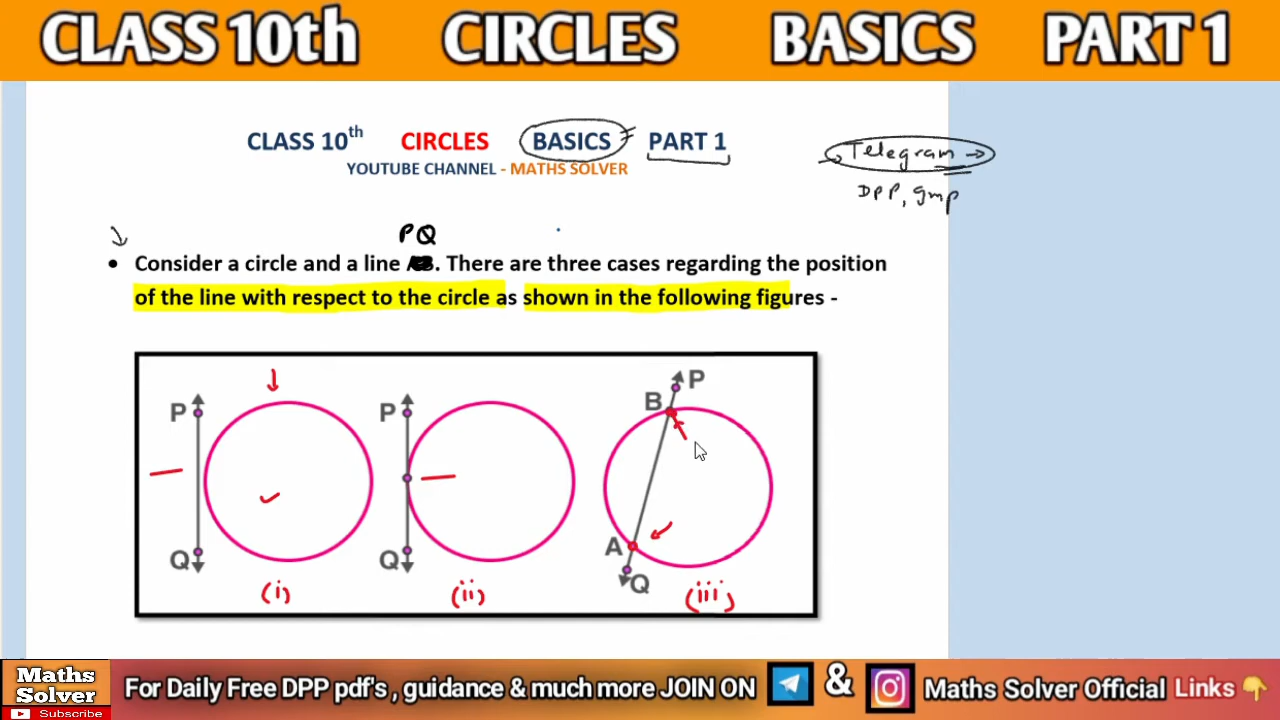 CLASS 10th CIRCLES BASICS PART 1
CLASS 10th CIRCLES BASICS PART 1
YOUTUBE CHANNEL - MATHS SOLVER
Telegram
DPP, gmp
PQ
• Consider a circle and a line . There are three cases regarding the position
of the line with respect to the circle as shown in the following figures -
P P B P
Q Q A Q
(i) (ii) (iii)
Maths
Solver
Subscribe
For Daily Free DPP pdf's , guidance & much more JOIN ON & Maths Solver Official Links